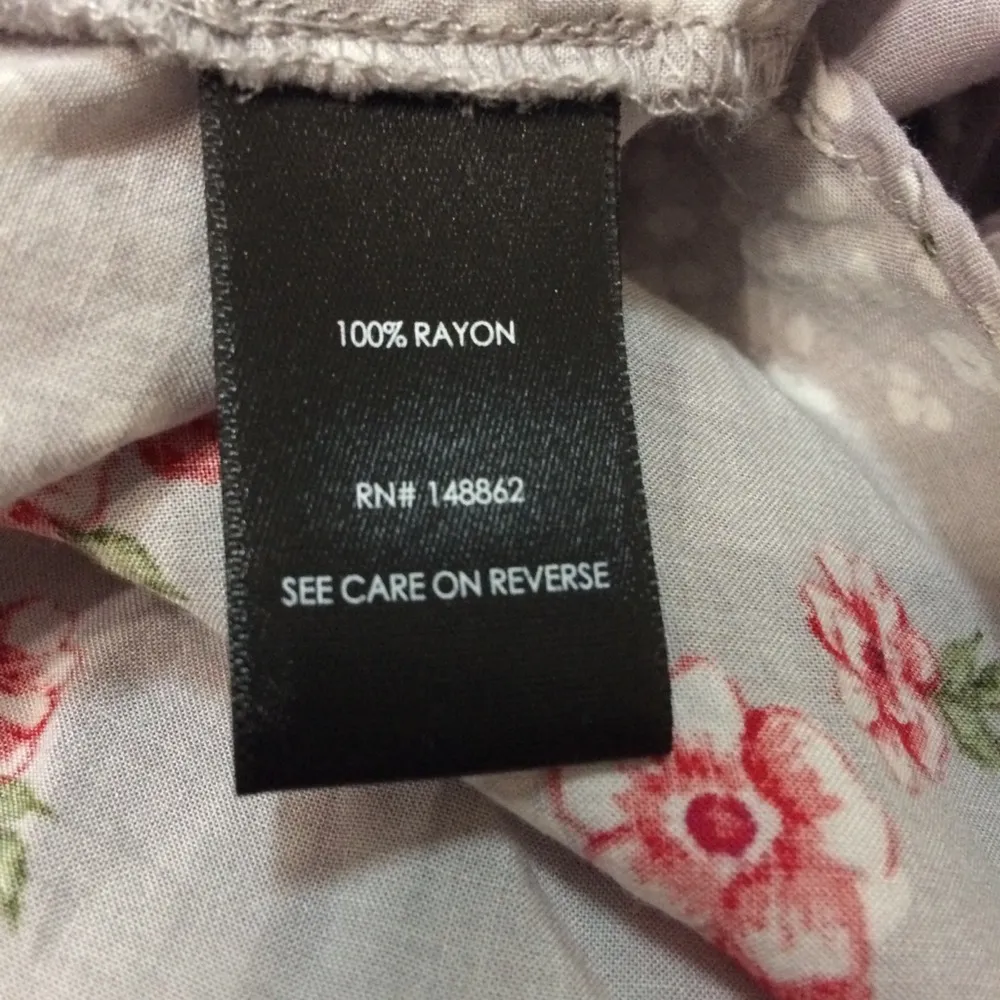 100% RAYON
RN# 148862
SEE CARE ON REVERSE